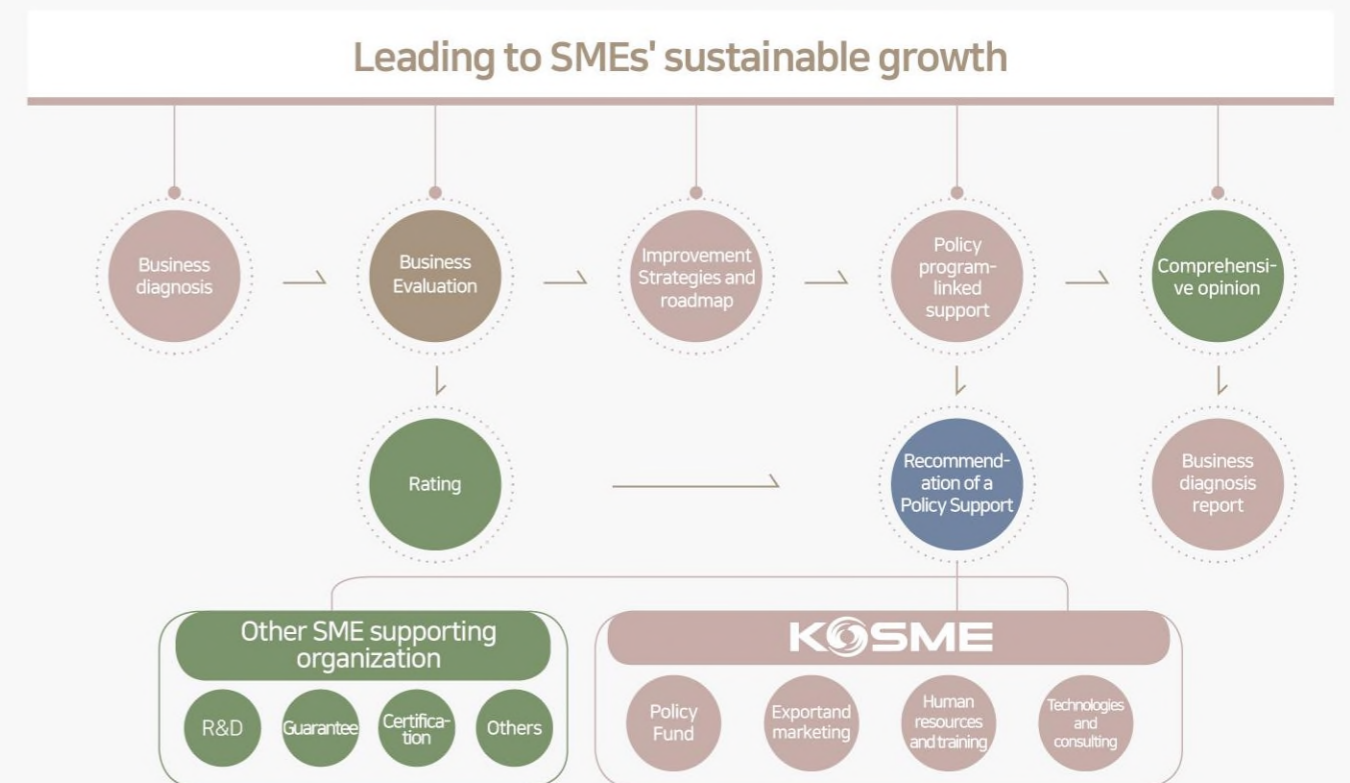 Leading to SMEs' sustainable growth
Business
diagnosis
Business
Evaluation
Improvement
Strategies and
roadmap
Policy
program-
linked
support
Comprehensi-
ve opinion
Rating
Recommend-
ation of a
Policy Support
Business
diagnosis
report
Other SME supporting
organization
R&D
Guarantee
Certifica-
tion
Others
KOSME
Policy
Fund
Exportand
marketing
Human
resources
and training
Technologies
and
consulting